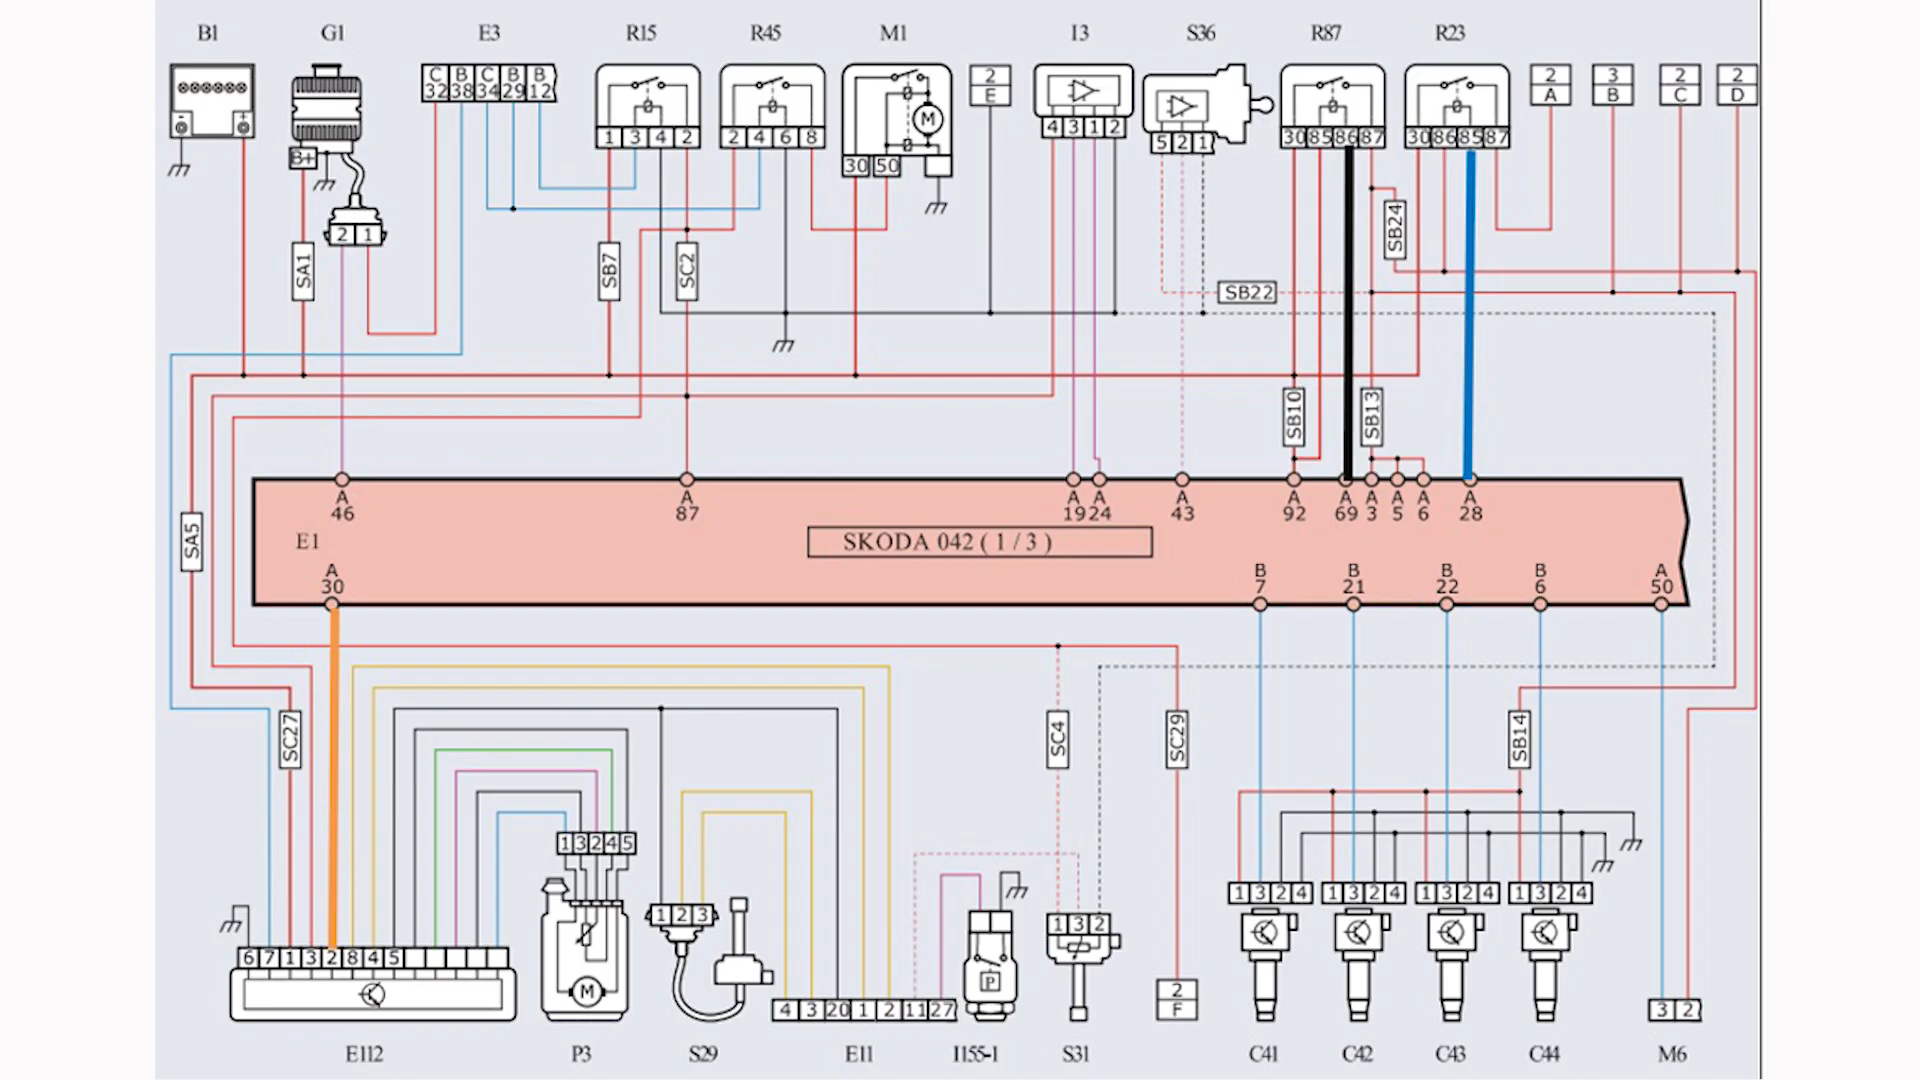 B1 G1 E3 R15 R45 M1 I3 S36 R87 R23
C B C B B
32 38 34 29 12
2 E
2 A
3 B
2 C
2 D
- +
M
1 3 4 2
2 4 6 8
30 50
4 3 1 2
5 2 1
30 85 86 87
30 86 85 87
B+
2 1
SA1
SB7
SC2
SB24
SB22
SB10
SB13
A A A A A A A A A A A
46 87 19 24 43 92 69 3 5 6 28
SA5
E1
SKODA 042 ( 1 / 3 )
A
30
B B B B A
7 21 22 6 50
SC27
SC4
SC29
SB14
1 3 2 4 5
1 3 2 4
1 3 2 4
1 3 2 4
1 3 2 4
1 2 3
1 3 2
6 7 1 3 2 8 4 5
M
P
2
F
4 3 20 1 2 11 27
3 2
E112 P3 S29 E11 I155-1 S31 C41 C42 C43 C44 M6